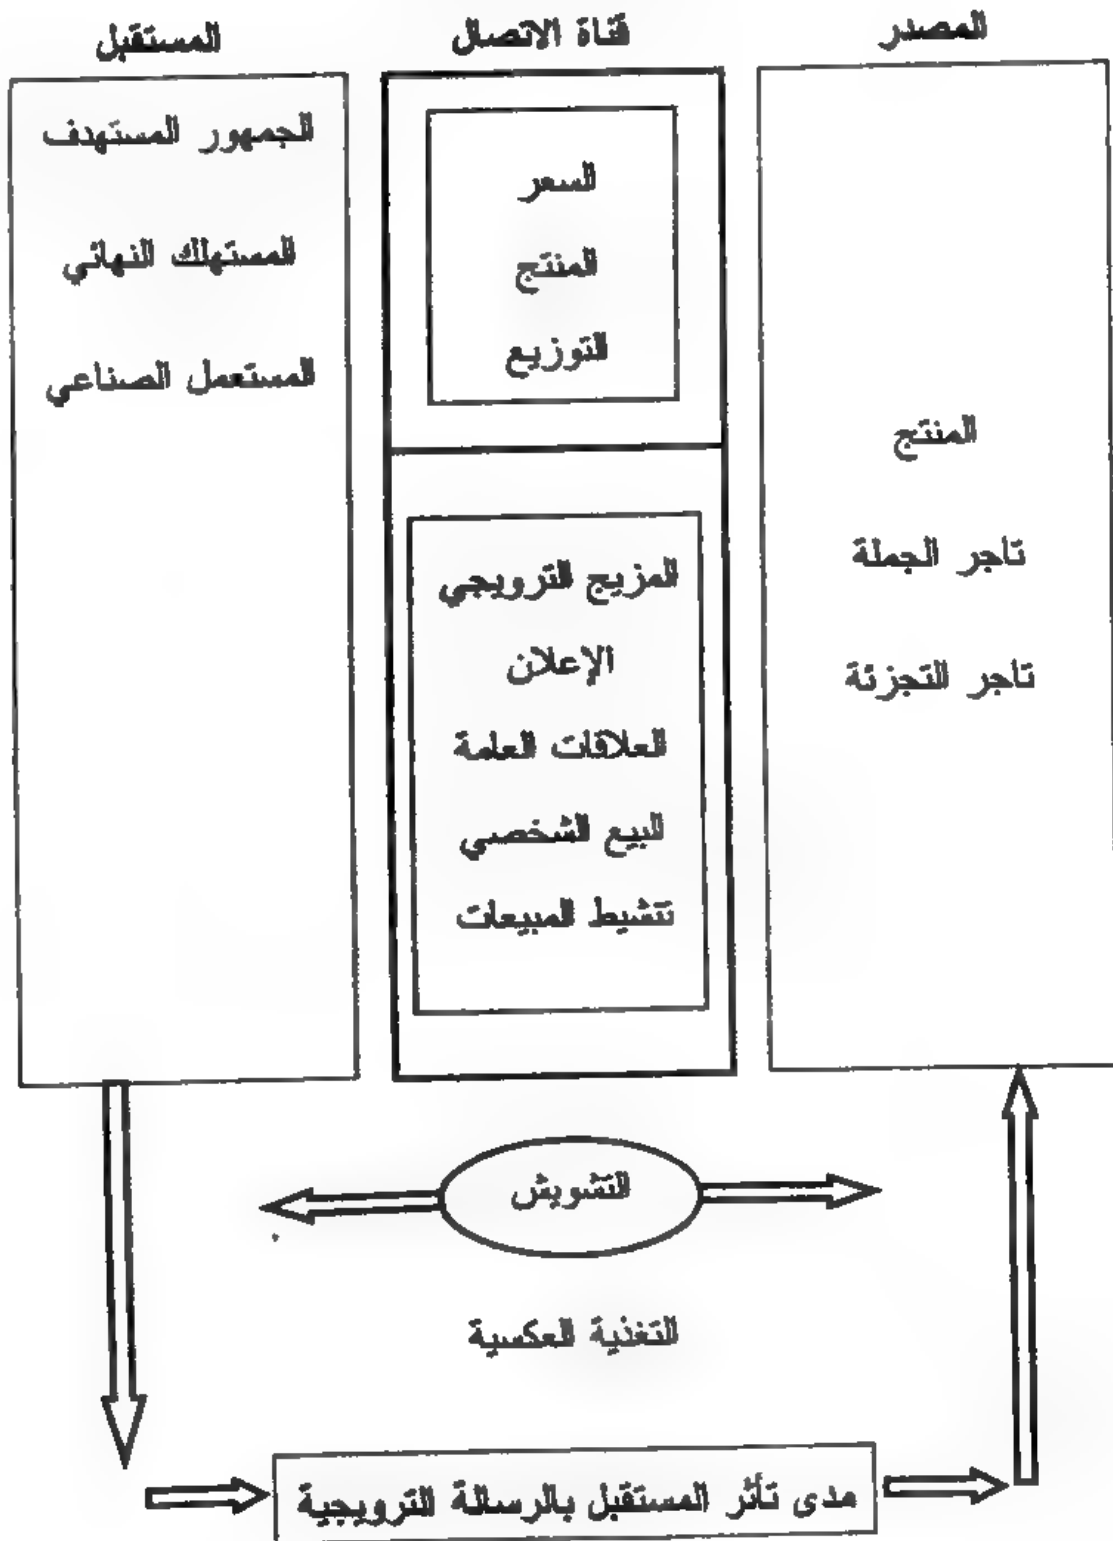 المصدر
قناة الاتصال
المستقبل
المنتج
تاجر الجملة
تاجر التجزئة
السعر
المنتج
التوزيع
المزيج الترويجي
الإعلان
العلاقات العامة
البيع الشخصي
تتشيط المبيعات
الجمهور المستهدف
المستهلك النهائي
المستعمل الصناعي
التشويش
التغذية العكسية
مدى تأثر المستقبل بالرسالة الترويجية